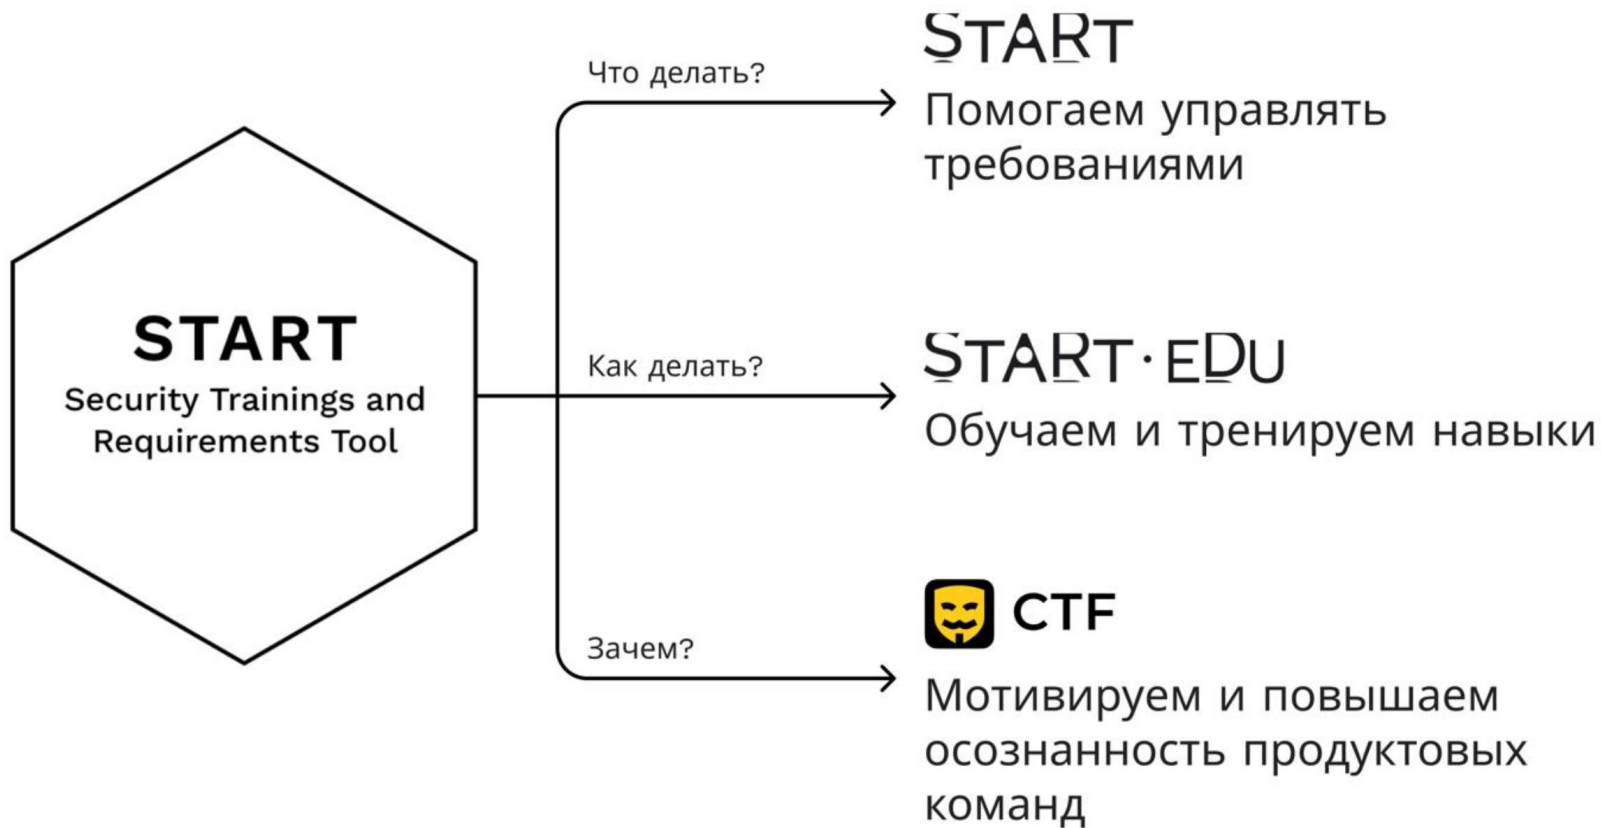 START
Security Trainings and
Requirements Tool
Что делать?
START
Помогаем управлять
требованиями
Как делать?
START · EDU
Обучаем и тренируем навыки
Зачем?
CTF
Мотивируем и повышаем
осознанность продуктовых
команд